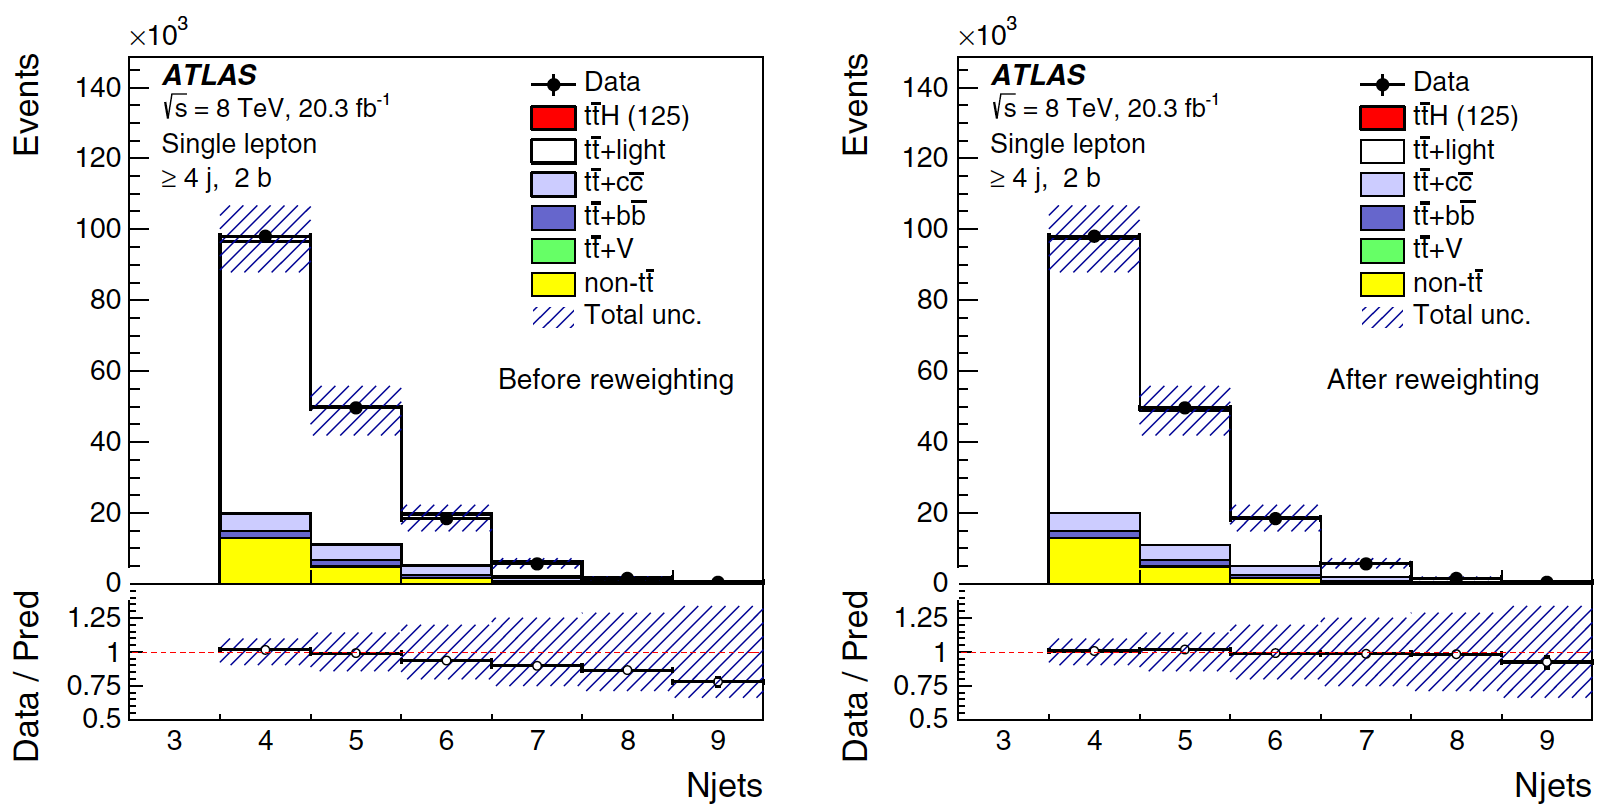 ×10³
Events
140
120
100
80
60
40
20
0
ATLAS
√s = 8 TeV, 20.3 fb⁻¹
Single lepton
≥ 4 j, 2 b
Data
tt̄H (125)
tt̄+light
tt̄+cc̄
tt̄+bb̄
tt̄+V
non-tt̄
Total unc.
Before reweighting
Data / Pred
1.25
1
0.75
0.5
3 4 5 6 7 8 9
Njets
×10³
Events
140
120
100
80
60
40
20
0
ATLAS
√s = 8 TeV, 20.3 fb⁻¹
Single lepton
≥ 4 j, 2 b
Data
tt̄H (125)
tt̄+light
tt̄+cc̄
tt̄+bb̄
tt̄+V
non-tt̄
Total unc.
After reweighting
Data / Pred
1.25
1
0.75
0.5
3 4 5 6 7 8 9
Njets